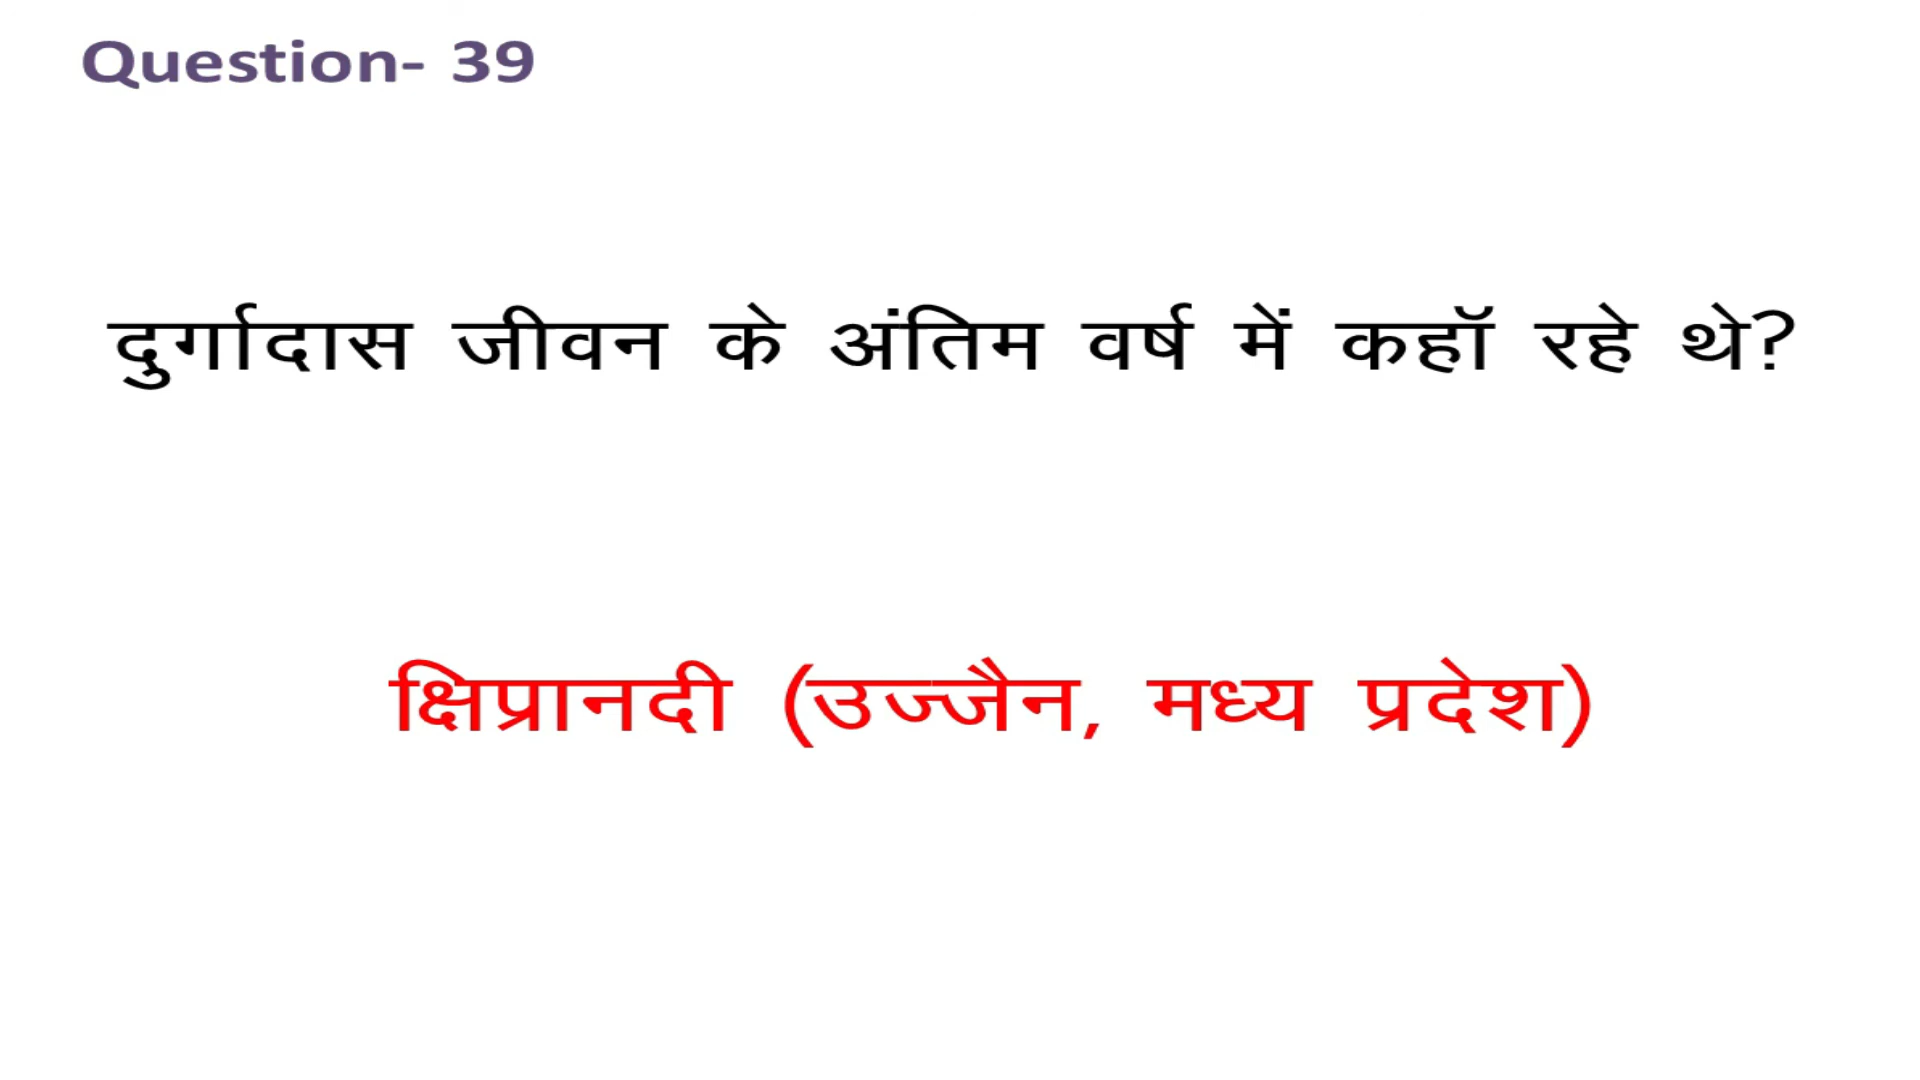 Question- 39
दुर्गादास जीवन के अंतिम वर्ष में कहॉ रहे थे?
क्षिप्रानदी (उज्जैन, मध्य प्रदेश)